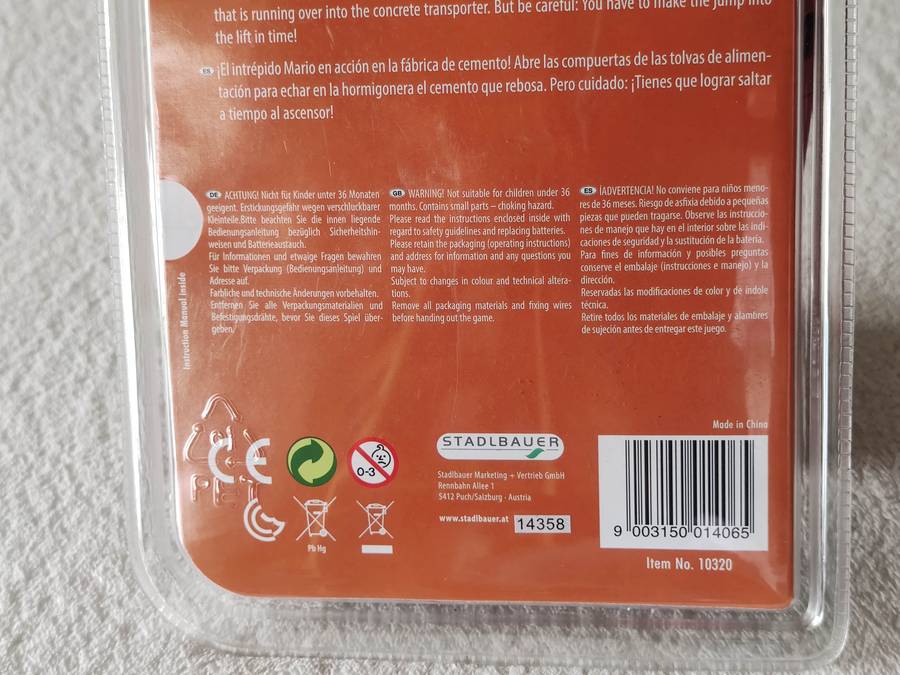 that is running over into the concrete transporter. But be careful: You have to make the jump into
the lift in time!
ES ¡El intrépido Mario en acción en la fábrica de cemento! Abre las compuertas de las tolvas de alimen-
tación para echar en la hormigonera el cemento que rebosa. Pero cuidado: ¡Tienes que lograr saltar
a tiempo al ascensor!
DE ACHTUNG! Nicht für Kinder unter 36 Monaten
geeignet. Erstickungsgefahr wegen verschluckbarer
Kleinteile.Bitte beachten Sie die innen liegende
Bedienungsanleitung bezüglich Sicherheitshin-
weisen und Batterieaustauch.
Für Informationen und etwaige Fragen bewahren
Sie bitte Verpackung (Bedienungsanleitung) und
Adresse auf.
Farbliche und technische Änderungen vorbehalten.
Entfernen Sie alle Verpackungsmaterialien und
Befestigungsdrähte, bevor Sie dieses Spiel über-
geben.
GB WARNING! Not suitable for children under 36
months. Contains small parts – choking hazard.
Please read the instructions enclosed inside with
regard to safety guidelines and replacing batteries.
Please retain the packaging (operating instructions)
and address for information and any questions you
may have.
Subject to changes in colour and technical altera-
tions.
Remove all packaging materials and fixing wires
before handing out the game.
ES ¡ADVERTENCIA! No conviene para niños meno-
res de 36 meses. Riesgo de asfixia debido a pequeñas
piezas que pueden tragarse. Observe las instruccio-
nes de manejo que hay en el interior sobre las indi-
caciones de seguridad y la sustitución de la batería.
Para fines de información y posibles preguntas
conserve el embalaje (instrucciones e manejo) y la
dirección.
Reservadas las modificaciones de color y de índole
técnica.
Retire todos los materiales de embalaje y alambres
de sujeción antes de entregar este juego.
Instruction Manual inside
CE
0-3
Pb Hg
STADLBAUER
Stadlbauer Marketing + Vertrieb GmbH
Rennbahn Allee 1
5412 Puch/Salzburg · Austria
www.stadlbauer.at 14358
Made in China
9 003150 014065
Item No. 10320